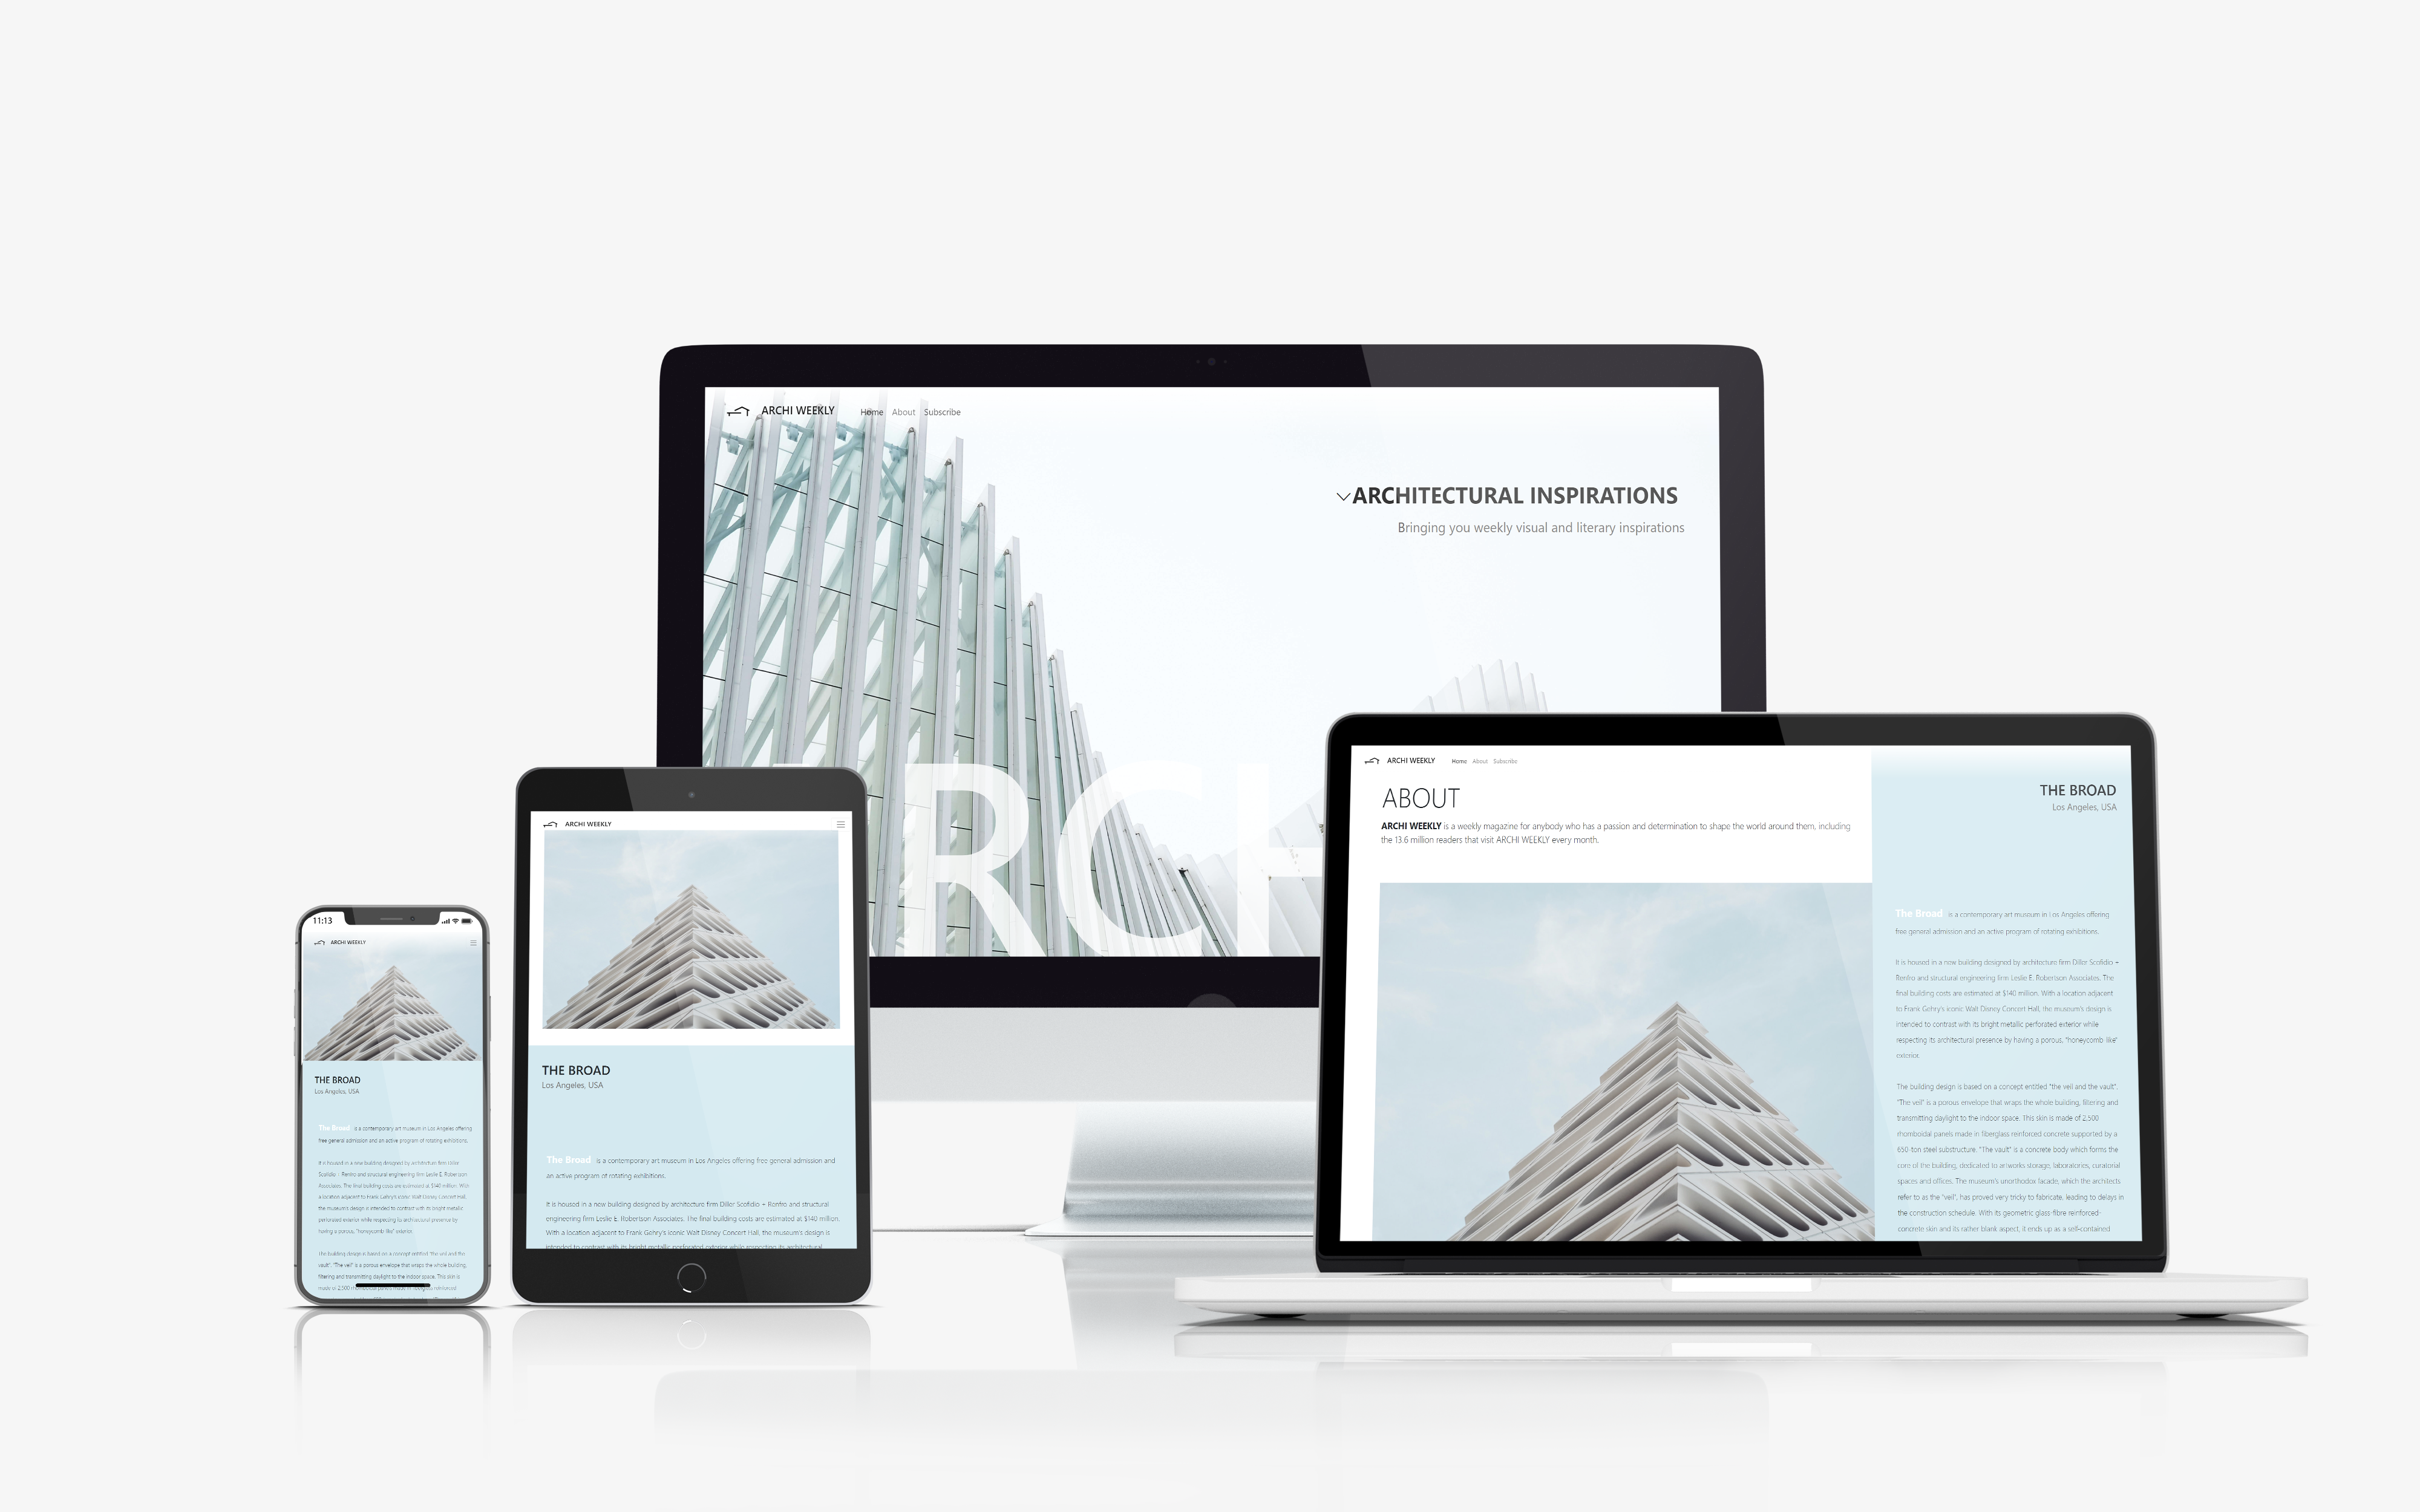 ARCHI WEEKLY Home About Subscribe
ARCHITECTURAL INSPIRATIONS
Bringing you weekly visual and literary inspirations
ARCH
11:13
ARCHI WEEKLY
THE BROAD
Los Angeles, USA
The Broad is a contemporary art museum in Los Angeles offering
free general admission and an active program of rotating exhibitions.
It is housed in a new building designed by architecture firm Diller
Scofidio + Renfro and structural engineering firm Leslie E. Robertson
Associates. The final building costs are estimated at $140 million. With
a location adjacent to Frank Gehry's iconic Walt Disney Concert Hall,
the museum's design is intended to contrast with its bright metallic
perforated exterior while respecting its architectural presence by
having a porous, "honeycomb-like" exterior.
The building design is based on a concept entitled "the veil and the
vault". "The veil" is a porous envelope that wraps the whole building,
filtering and transmitting daylight to the indoor space. This skin is
made of 2,500 rhomboidal panels made in fiberglass reinforced
ARCHI WEEKLY
THE BROAD
Los Angeles, USA
The Broad is a contemporary art museum in Los Angeles offering free general admission and
an active program of rotating exhibitions.
It is housed in a new building designed by architecture firm Diller Scofidio + Renfro and structural
engineering firm Leslie E. Robertson Associates. The final building costs are estimated at $140 million.
With a location adjacent to Frank Gehry's iconic Walt Disney Concert Hall, the museum's design is
intended to contrast with its bright metallic perforated exterior while respecting its architectural
ARCHI WEEKLY Home About Subscribe
ABOUT
ARCHI WEEKLY is a weekly magazine for anybody who has a passion and determination to shape the world around them, including
the 13.6 million readers that visit ARCHI WEEKLY every month.
THE BROAD
Los Angeles, USA
The Broad is a contemporary art museum in Los Angeles offering
free general admission and an active program of rotating exhibitions.
It is housed in a new building designed by architecture firm Diller Scofidio +
Renfro and structural engineering firm Leslie E. Robertson Associates. The
final building costs are estimated at $140 million. With a location adjacent
to Frank Gehry's iconic Walt Disney Concert Hall, the museum's design is
intended to contrast with its bright metallic perforated exterior while
respecting its architectural presence by having a porous, "honeycomb-like"
exterior.
The building design is based on a concept entitled "the veil and the vault".
"The veil" is a porous envelope that wraps the whole building, filtering and
transmitting daylight to the indoor space. This skin is made of 2,500
rhomboidal panels made in fiberglass reinforced concrete supported by a
650-ton steel substructure. "The vault" is a concrete body which forms the
core of the building, dedicated to artworks storage, laboratories, curatorial
spaces and offices. The museum's unorthodox facade, which the architects
refer to as the "veil", has proved very tricky to fabricate, leading to delays in
the construction schedule. With its geometric glass-fibre reinforced-
concrete skin and its rather blank aspect, it ends up as a self-contained